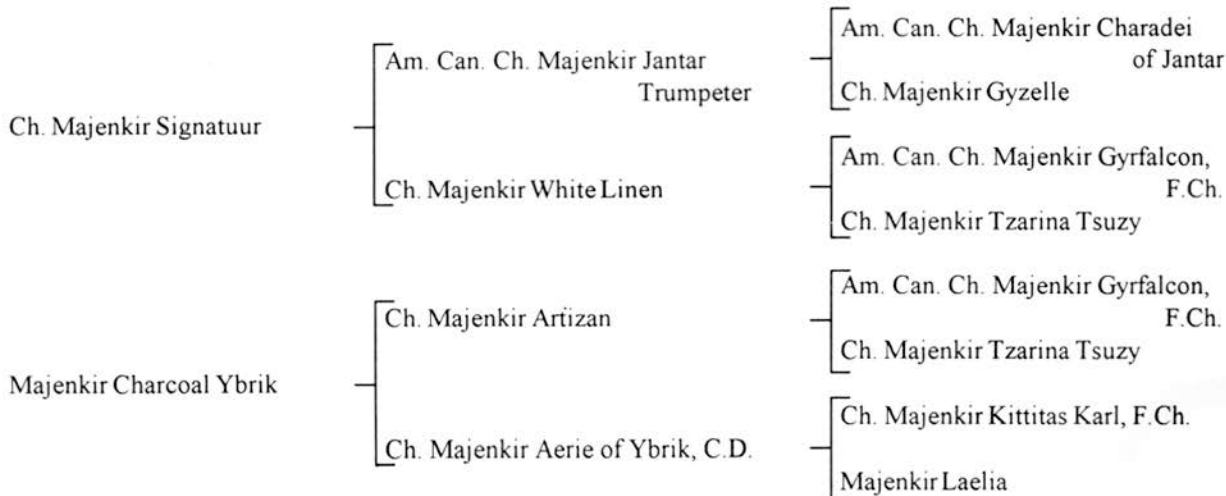 Am. Can. Ch. Majenkir Charadei
of Jantar
Am. Can. Ch. Majenkir Jantar
Trumpeter
Ch. Majenkir Gyzelle
Ch. Majenkir Signatuur
Am. Can. Ch. Majenkir Gyrfalcon,
F.Ch.
Ch. Majenkir White Linen
Ch. Majenkir Tzarina Tsuzy
Am. Can. Ch. Majenkir Gyrfalcon,
F.Ch.
Ch. Majenkir Artizan
Ch. Majenkir Tzarina Tsuzy
Majenkir Charcoal Ybrik
Ch. Majenkir Kittitas Karl, F.Ch.
Ch. Majenkir Aerie of Ybrik, C.D.
Majenkir Laelia